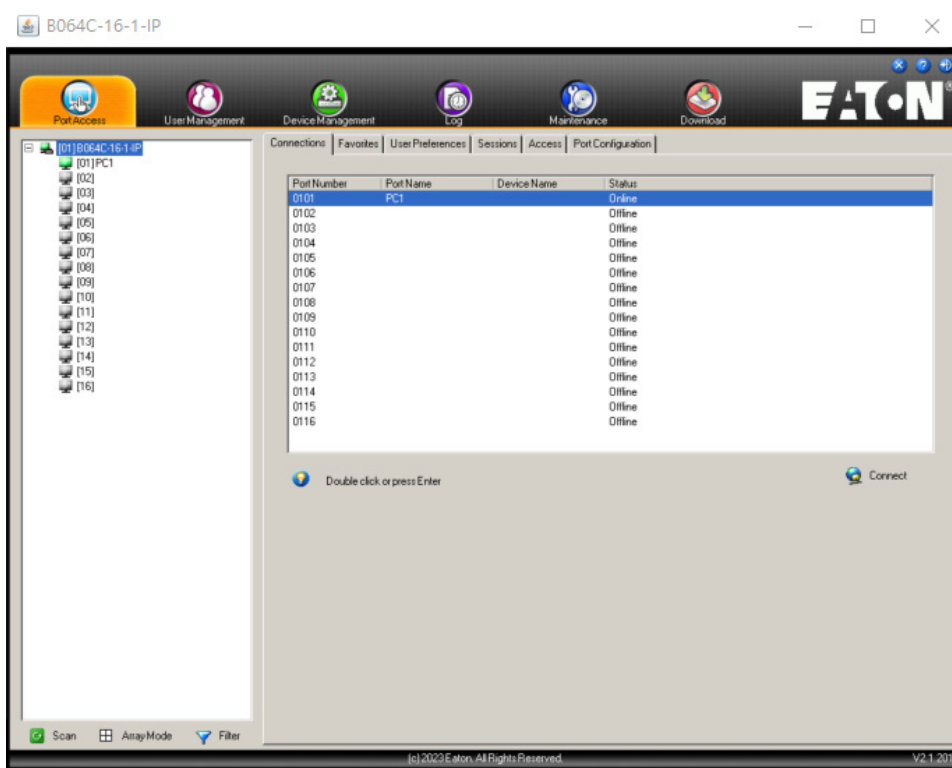 B064C-16-1-IP
EATON
Port Access User Management Device Management Log Maintenance Download
[01]B064C-16-1-IP
[01]PC1
[02]
[03]
[04]
[05]
[06]
[07]
[08]
[09]
[10]
[11]
[12]
[13]
[14]
[15]
[16]
Connections Favorites User Preferences Sessions Access Port Configuration
Port Number Port Name Device Name Status
0101 PC1 Online
0102 Offline
0103 Offline
0104 Offline
0105 Offline
0106 Offline
0107 Offline
0108 Offline
0109 Offline
0110 Offline
0111 Offline
0112 Offline
0113 Offline
0114 Offline
0115 Offline
0116 Offline
Double click or press Enter
Connect
Scan Array Mode Filter
(c) 2023 Eaton. All Rights Reserved.